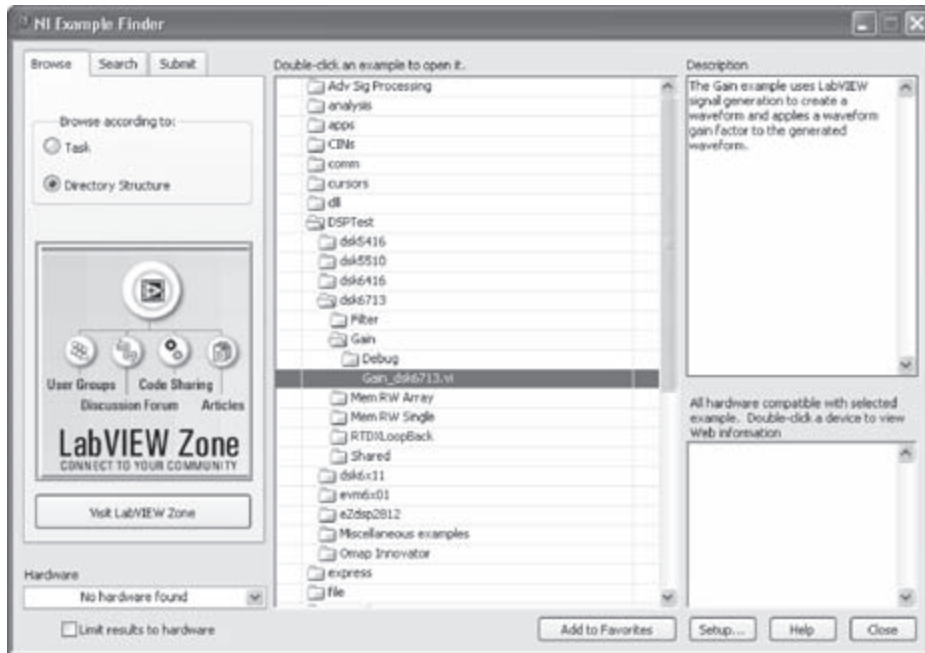 NI Example Finder
Browse
Search
Submit
Browse according to:
Task
Directory Structure
User Groups
Code Sharing
Discussion Forum
Articles
LabVIEW Zone
CONNECT TO YOUR COMMUNITY
Visit LabVIEW Zone
Hardware
No hardware found
Limit results to hardware
Double-click an example to open it.
Adv Sig Processing
analysis
apps
CINs
comm
cursors
dll
DSPTest
dsk5416
dsk5510
dsk6416
dsk6713
Filter
Gain
Debug
Gain_dsk6713.vi
Mem RW Array
Mem RW Single
RTDXLoopBack
Shared
dsk6x11
evm6x01
eZdsp2812
Miscellaneous examples
Omap Innovator
express
file
Description
The Gain example uses LabVIEW
signal generation to create a
waveform and applies a waveform
gain factor to the generated
waveform.
All hardware compatible with selected
example. Double-click a device to view
Web information
Add to Favorites
Setup...
Help
Close